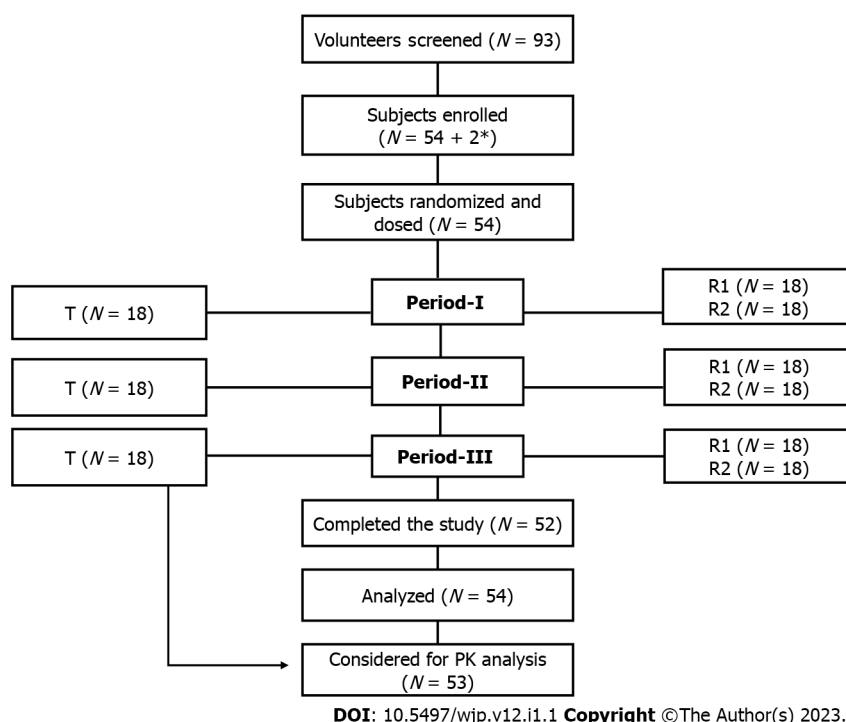 Volunteers screened (N = 93)
Subjects enrolled
(N = 54 + 2*)
Subjects randomized and
dosed (N = 54)
T (N = 18)
Period-I
R1 (N = 18)
R2 (N = 18)
T (N = 18)
Period-II
R1 (N = 18)
R2 (N = 18)
T (N = 18)
Period-III
R1 (N = 18)
R2 (N = 18)
Completed the study (N = 52)
Analyzed (N = 54)
Considered for PK analysis
(N = 53)
DOI: 10.5497/wjp.v12.i1.1 Copyright ©The Author(s) 2023.